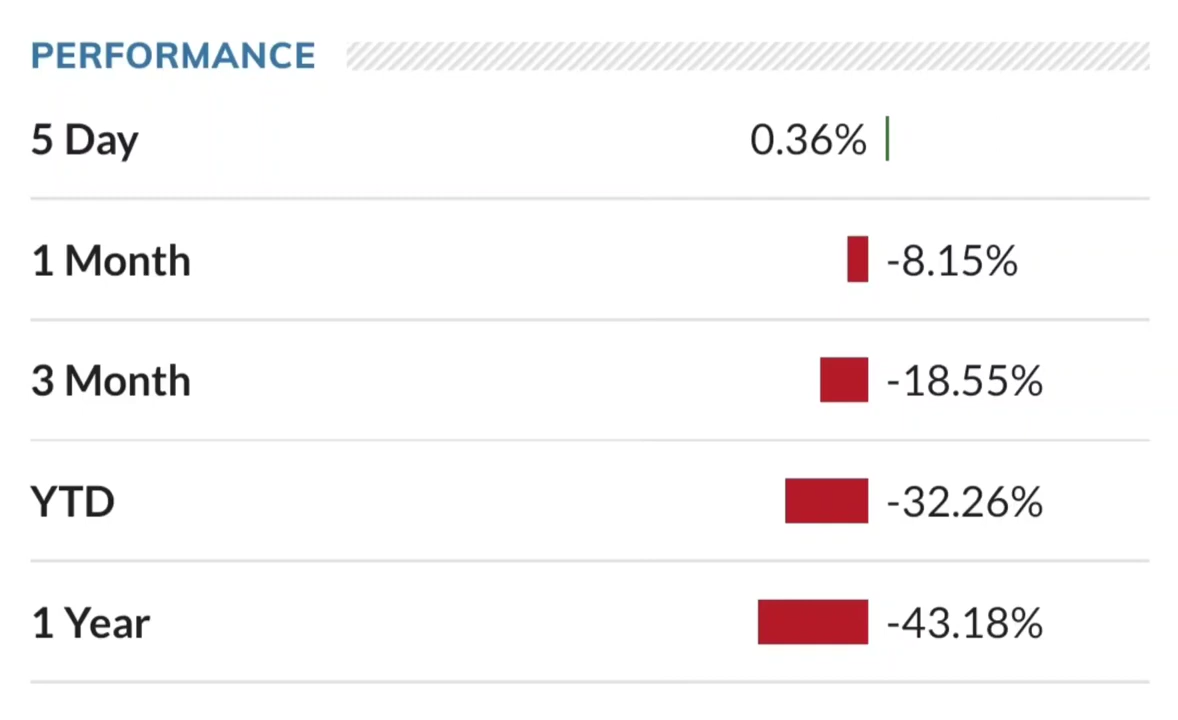 PERFORMANCE
5 Day 0.36%
1 Month -8.15%
3 Month -18.55%
YTD -32.26%
1 Year -43.18%